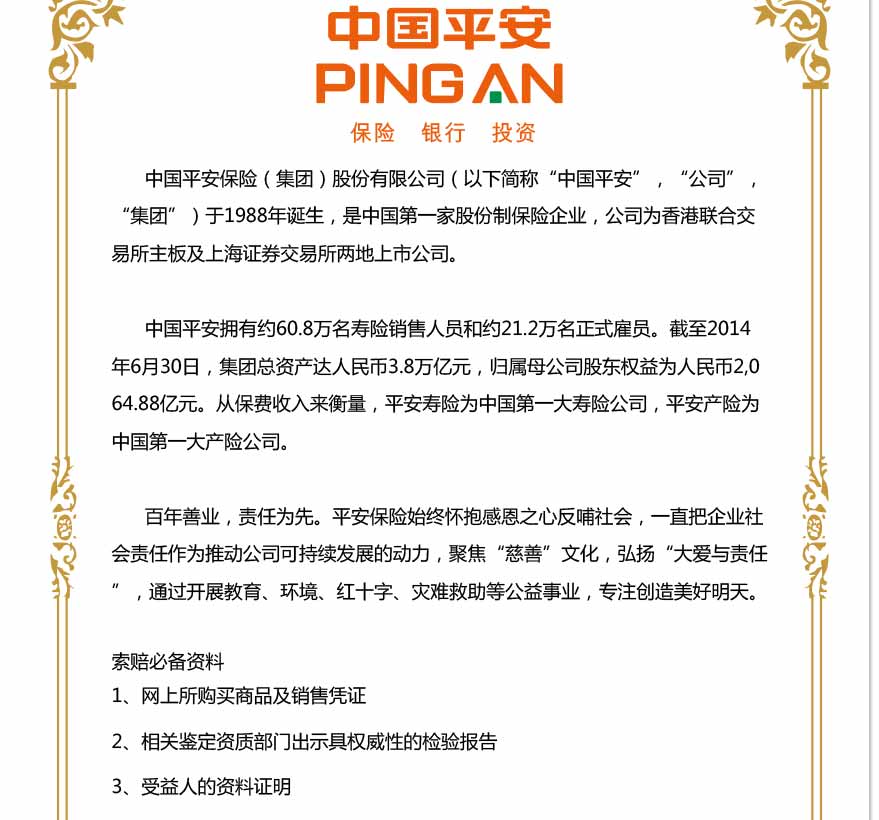 中国平安
PING AN
保险 银行 投资
中国平安保险（集团）股份有限公司（以下简称“中国平安”，“公司”，
“集团”）于1988年诞生，是中国第一家股份制保险企业，公司为香港联合交
易所主板及上海证券交易所两地上市公司。
中国平安拥有约60.8万名寿险销售人员和约21.2万名正式雇员。截至2014
年6月30日，集团总资产达人民币3.8万亿元，归属母公司股东权益为人民币2,0
64.88亿元。从保费收入来衡量，平安寿险为中国第一大寿险公司，平安产险为
中国第一大产险公司。
百年善业，责任为先。平安保险始终怀抱感恩之心反哺社会，一直把企业社
会责任作为推动公司可持续发展的动力，聚焦“慈善”文化，弘扬“大爱与责任
”，通过开展教育、环境、红十字、灾难救助等公益事业，专注创造美好明天。
索赔必备资料
1、网上所购买商品及销售凭证
2、相关鉴定资质部门出示具权威性的检验报告
3、受益人的资料证明